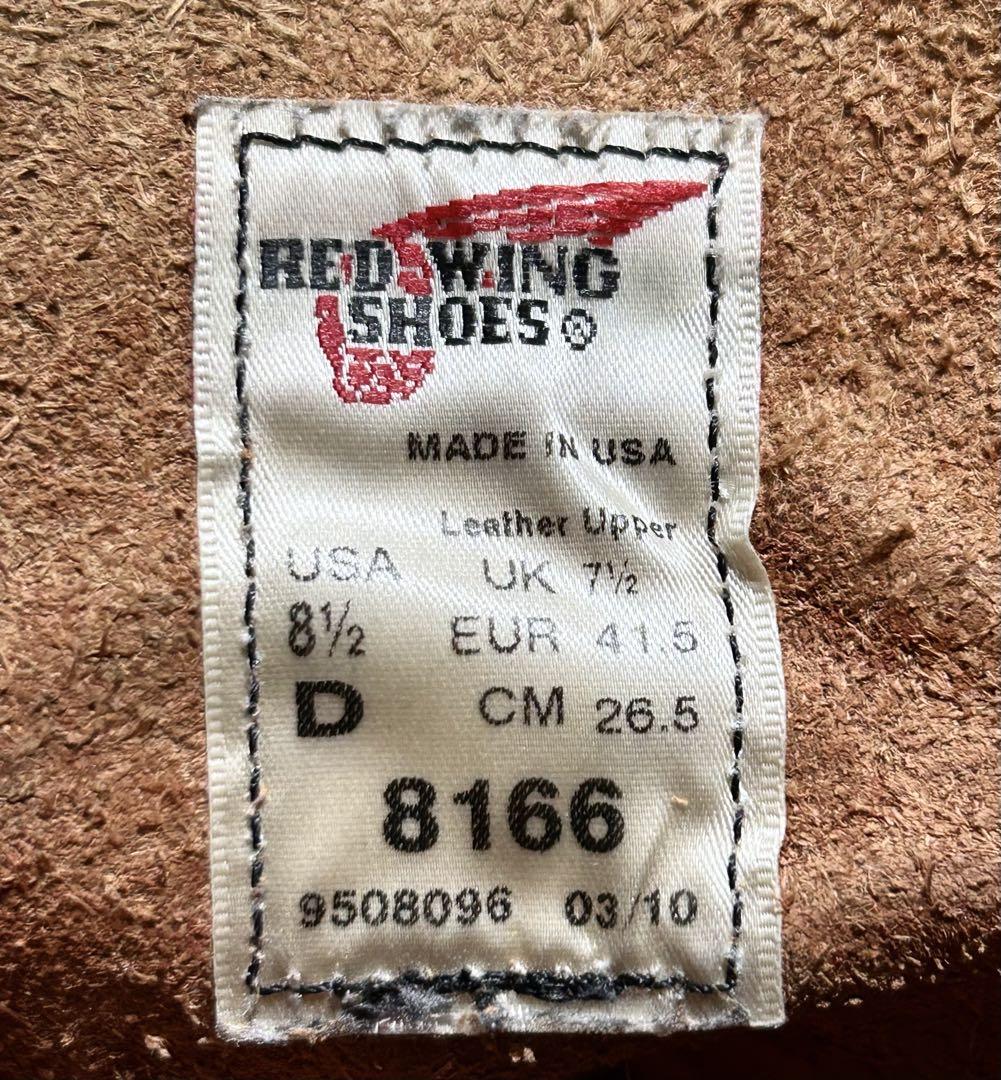 RED WING
SHOES ®
MADE IN USA
Leather Upper
USA UK 7½
8½ EUR 41.5
D CM 26.5
8166
9508096 03/10